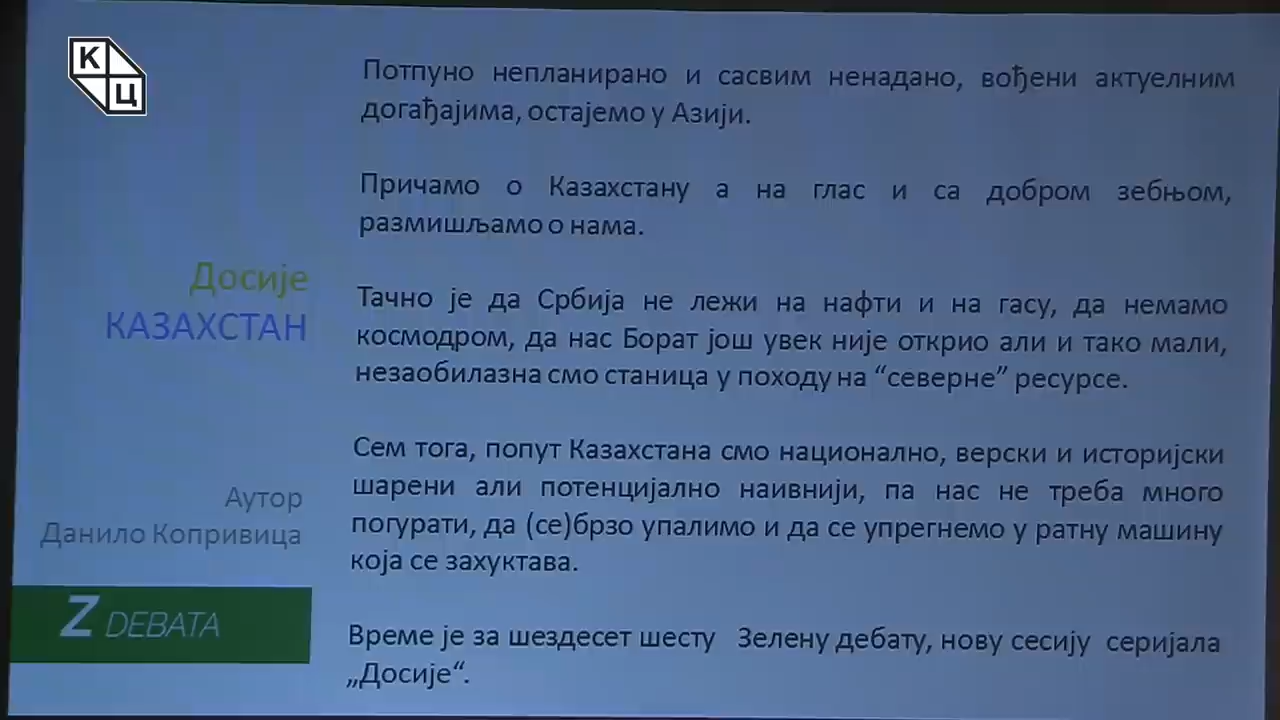 КЦ
Потпуно непланирано и сасвим ненадано, вођени актуелним
догађајима, остајемо у Азији.
Причамо о Казахстану а на глас и са добром зебњом,
размишљамо о нама.
Досије
КАЗАХСТАН
Тачно је да Србија не лежи на нафти и на гасу, да немамо
космодром, да нас Борат још увек није открио али и тако мали,
незаобилазна смо станица у походу на “северне” ресурсе.
Сем тога, попут Казахстана смо национално, верски и историјски
шарени али потенцијално наивнији, па нас не треба много
погурати, да (се)брзо упалимо и да се упрегнемо у ратну машину
која се захуктава.
Аутор
Данило Копривица
Z DEBATA
Време је за шездесет шесту Зелену дебату, нову сесију серијала
„Досије“.